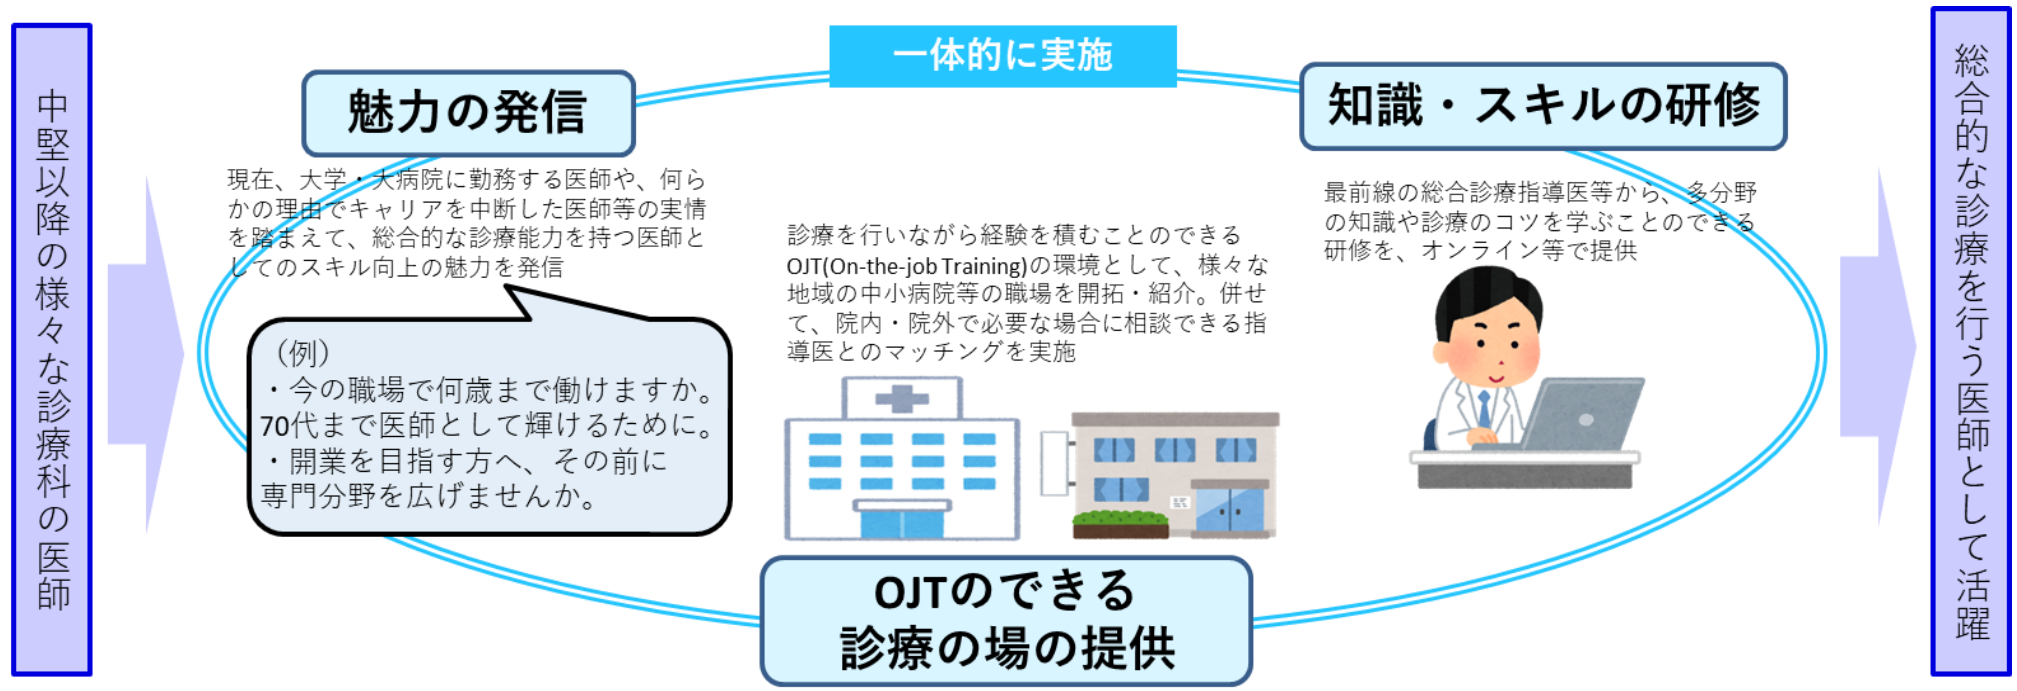 中堅以降の様々な診療科の医師
一体的に実施
魅力の発信
現在、大学・大病院に勤務する医師や、何ら
かの理由でキャリアを中断した医師等の実情
を踏まえて、総合的な診療能力を持つ医師と
してのスキル向上の魅力を発信
（例）
・今の職場で何歳まで働けますか。
70代まで医師として輝けるために。
・開業を目指す方へ、その前に
専門分野を広げませんか。
診療を行いながら経験を積むことのできる
OJT(On-the-job Training)の環境として、様々な
地域の中小病院等の職場を開拓・紹介。併せ
て、院内・院外で必要な場合に相談できる指
導医とのマッチングを実施
OJTのできる
診療の場の提供
知識・スキルの研修
最前線の総合診療指導医等から、多分野
の知識や診療のコツを学ぶことのできる
研修を、オンライン等で提供
総合的な診療を行う医師として活躍